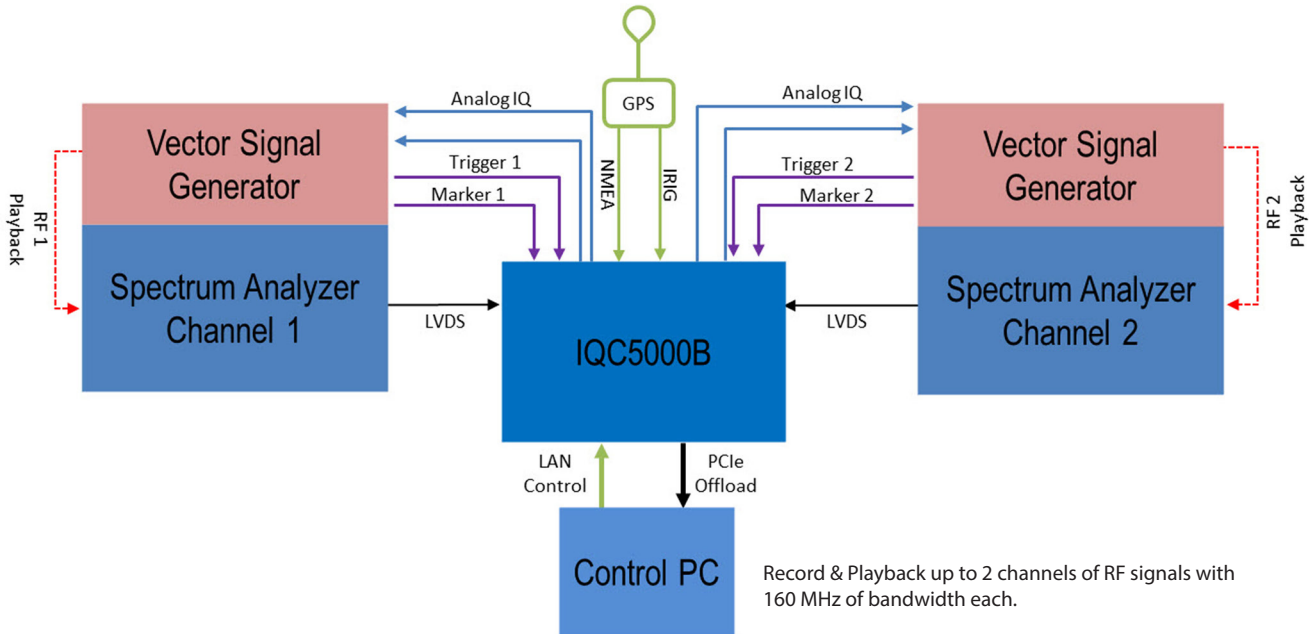 GPS
Analog IQ
Analog IQ
Vector Signal
Generator
Trigger 1
Marker 1
NMEA
IRIG
Trigger 2
Marker 2
Vector Signal
Generator
RF 1
Playback
RF 2
Playback
Spectrum Analyzer
Channel 1
LVDS
IQC5000B
LVDS
Spectrum Analyzer
Channel 2
LAN
Control
PCIe
Offload
Control PC
Record & Playback up to 2 channels of RF signals with
160 MHz of bandwidth each.